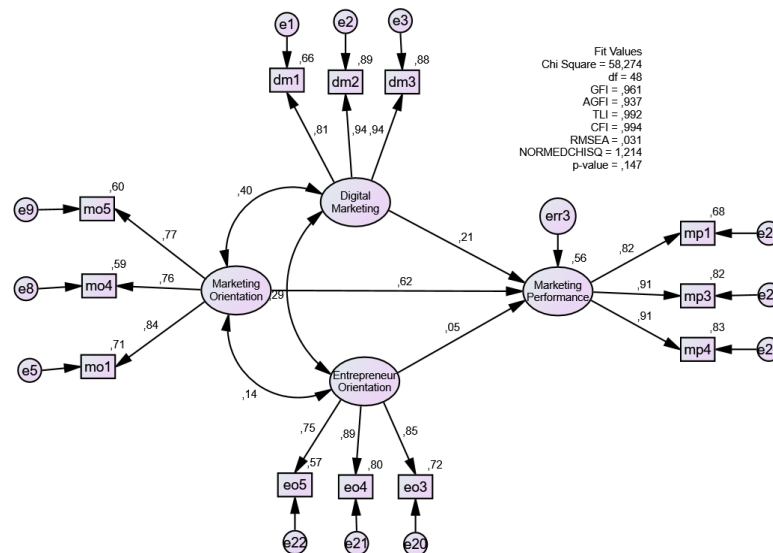 e1
e2
e3
,66
,89
,88
dm1
dm2
dm3
,81
,94
,94
Fit Values
Chi Square = 58,274
df = 48
GFI = ,961
AGFI = ,937
TLI = ,992
CFI = ,994
RMSEA = ,031
NORMEDCHISQ = 1,214
p-value = ,147
Digital
Marketing
,40
,21
,60
e9
mo5
,77
,59
e8
mo4
,76
,71
e5
mo1
,84
Marketing
Orientation
,29
,62
,14
err3
,56
Marketing
Performance
,82
,68
mp1
e2
,91
,82
mp3
e2
,91
,83
mp4
e2
,05
Entrepreneur
Orientation
,75
,89
,85
,57
,80
,72
eo5
eo4
eo3
e22
e21
e20